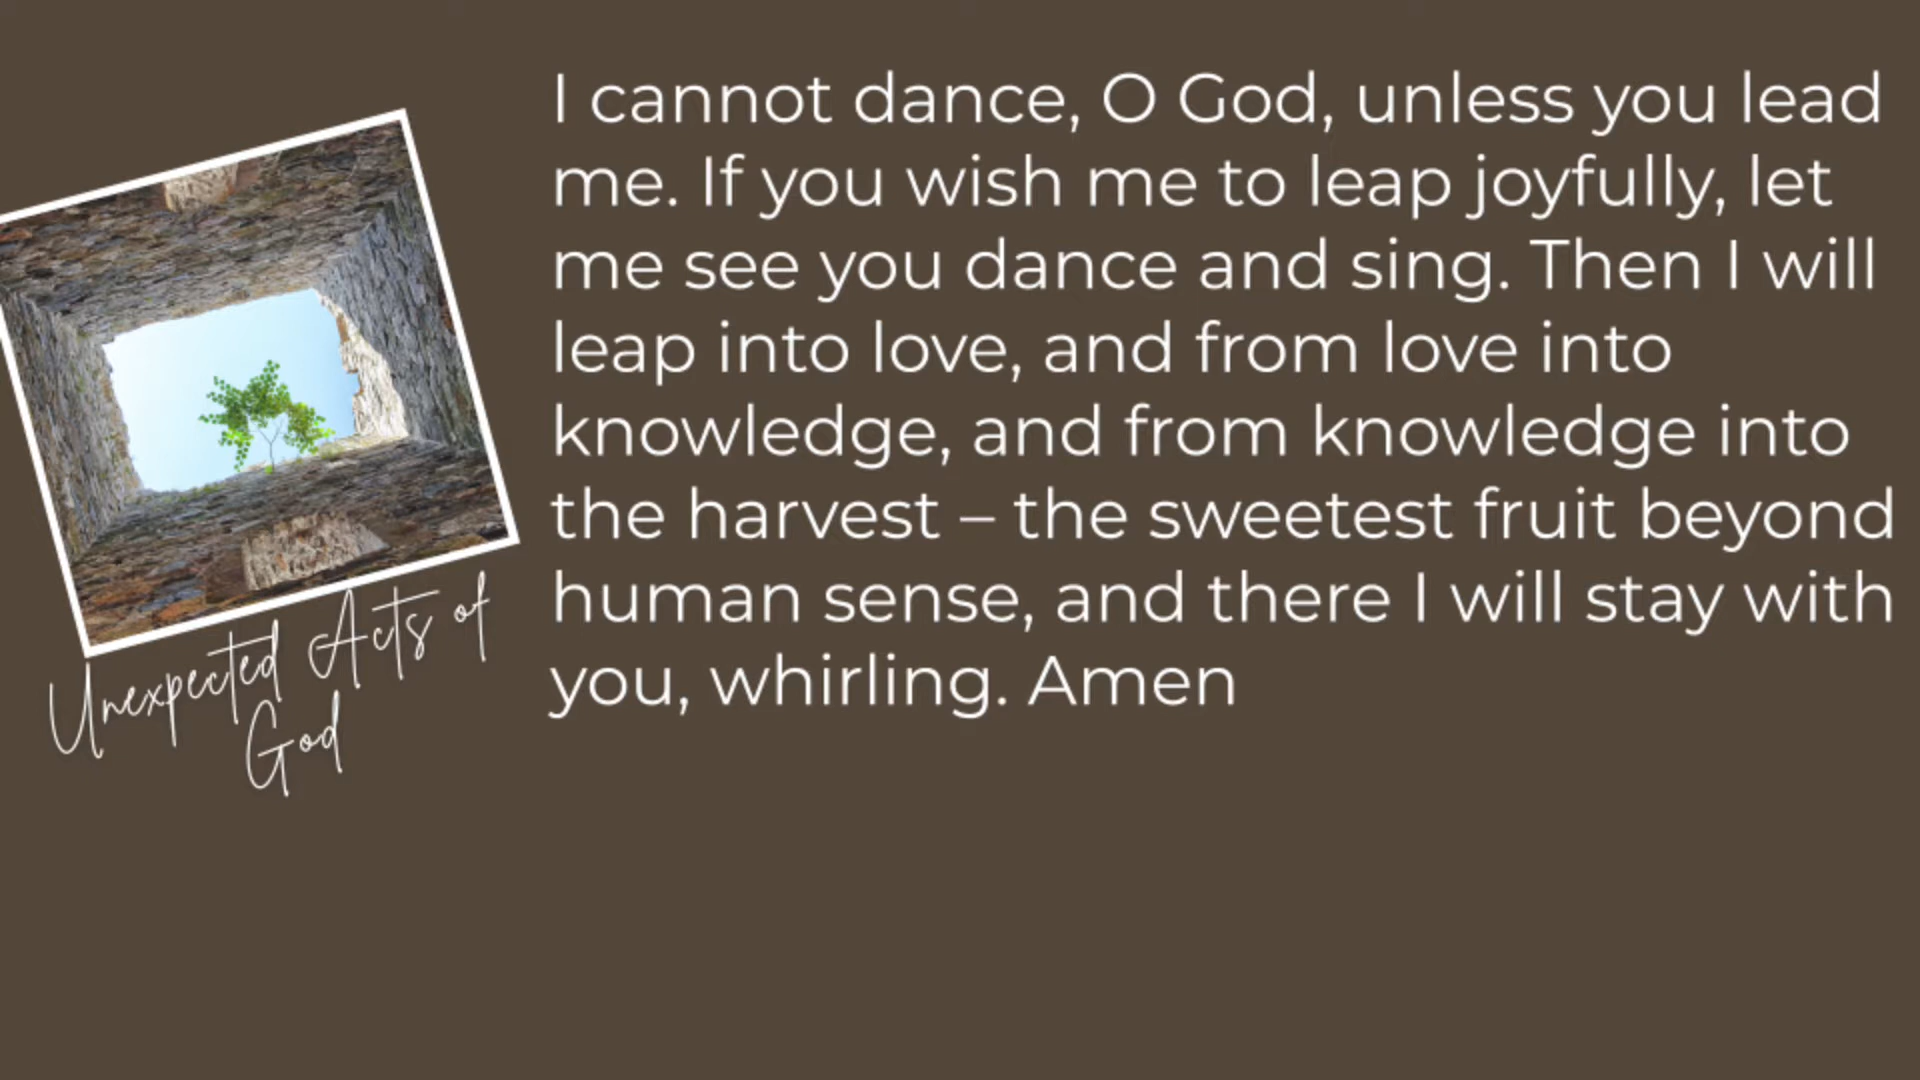 I cannot dance, O God, unless you lead
me. If you wish me to leap joyfully, let
me see you dance and sing. Then I will
leap into love, and from love into
knowledge, and from knowledge into
the harvest – the sweetest fruit beyond
human sense, and there I will stay with
you, whirling. Amen
Unexpected Acts of
God